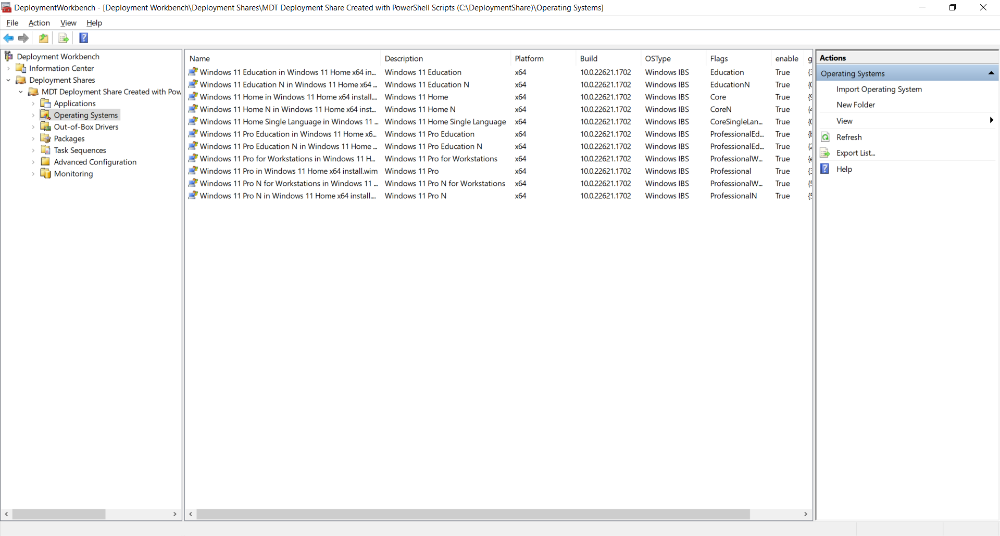 DeploymentWorkbench - [Deployment Workbench\Deployment Shares\MDT Deployment Share Created with PowerShell Scripts (C:\DeploymentShare)\Operating Systems]
File Action View Help
Deployment Workbench
Information Center
Deployment Shares
MDT Deployment Share Created with Pow
Applications
Operating Systems
Out-of-Box Drivers
Packages
Task Sequences
Advanced Configuration
Monitoring
Name Description Platform Build OSType Flags enable g
Windows 11 Education in Windows 11 Home x64 in... Windows 11 Education x64 10.0.22621.1702 Windows IBS Education True {3
Windows 11 Education N in Windows 11 Home x64 ... Windows 11 Education N x64 10.0.22621.1702 Windows IBS EducationN True
Windows 11 Home in Windows 11 Home x64 install.... Windows 11 Home x64 10.0.22621.1702 Windows IBS Core True
Windows 11 Home N in Windows 11 Home x64 inst... Windows 11 Home N x64 10.0.22621.1702 Windows IBS CoreN True
Windows 11 Home Single Language in Windows 11 ... Windows 11 Home Single Language x64 10.0.22621.1702 Windows IBS CoreSingleLan... True
Windows 11 Pro Education in Windows 11 Home x6... Windows 11 Pro Education x64 10.0.22621.1702 Windows IBS ProfessionalEd... True
Windows 11 Pro Education N in Windows 11 Home ... Windows 11 Pro Education N x64 10.0.22621.1702 Windows IBS ProfessionalEd... True
Windows 11 Pro for Workstations in Windows 11 H... Windows 11 Pro for Workstations x64 10.0.22621.1702 Windows IBS ProfessionalW... True
Windows 11 Pro in Windows 11 Home x64 install.wim Windows 11 Pro x64 10.0.22621.1702 Windows IBS Professional True
Windows 11 Pro N for Workstations in Windows 11 ... Windows 11 Pro N for Workstations x64 10.0.22621.1702 Windows IBS ProfessionalW... True
Windows 11 Pro N in Windows 11 Home x64 install.... Windows 11 Pro N x64 10.0.22621.1702 Windows IBS ProfessionalN True
Actions
Operating Systems
Import Operating System
New Folder
View
Refresh
Export List...
Help